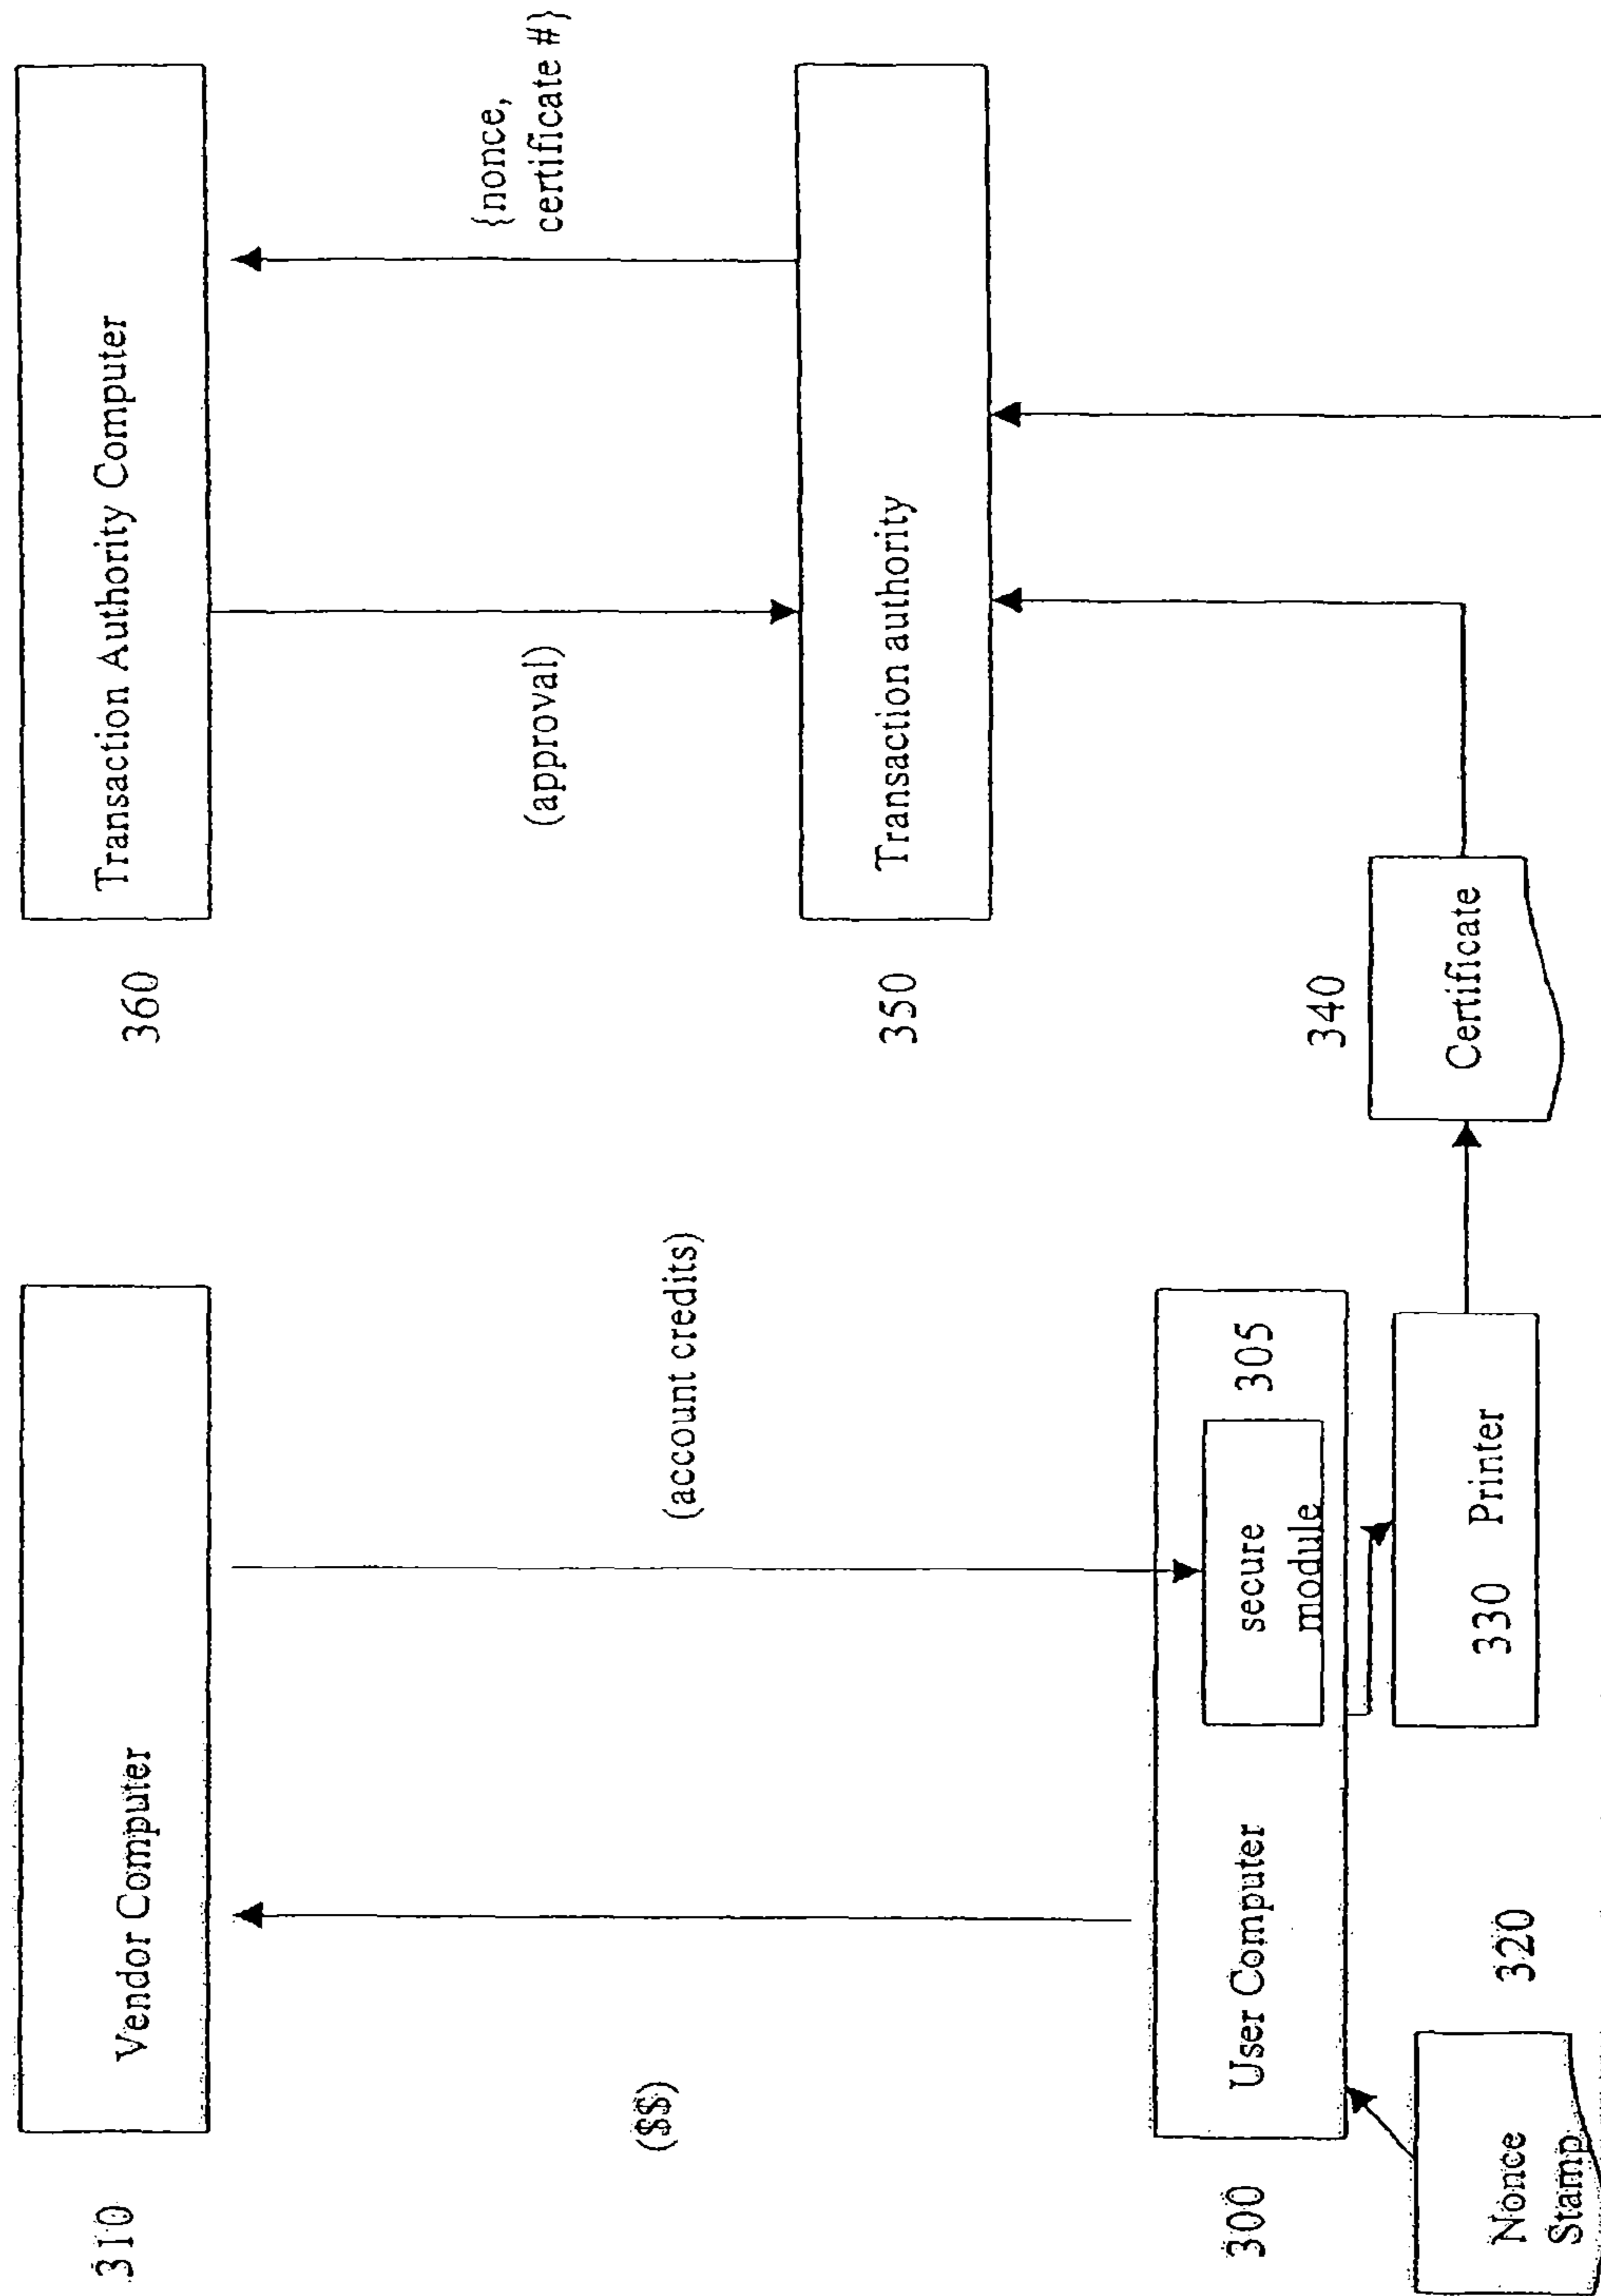 310
Vendor Computer
360
Transaction Authority Computer
($$)
(account credits)
(approval)
{nonce,
certificate #}
300
User Computer
secure
module
305
350
Transaction authority
Nonce
Stamp
320
330 Printer
340
Certificate